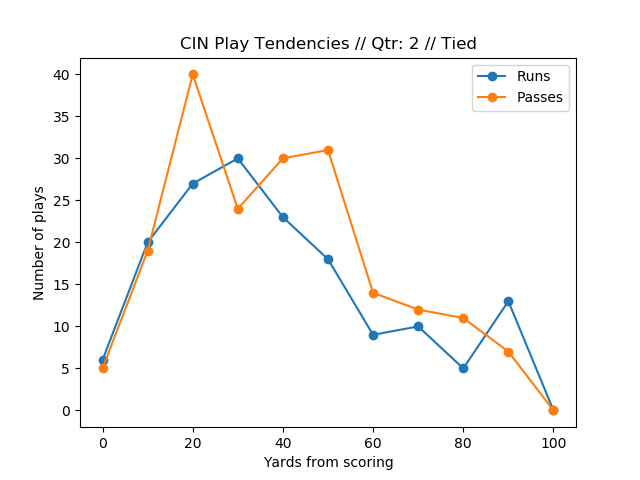 CIN Play Tendencies // Qtr: 2 // Tied
Runs
Passes
Number of plays
40
35
30
25
20
15
10
5
0
0 20 40 60 80 100
Yards from scoring